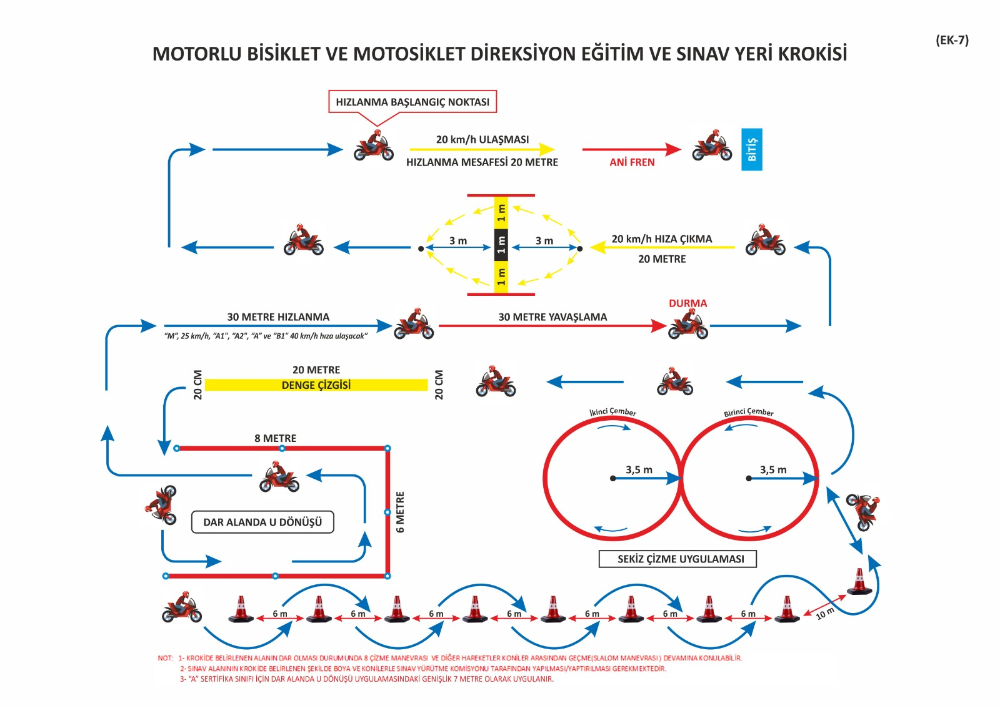 (EK-7)
MOTORLU BİSİKLET VE MOTOSİKLET DİREKSİYON EĞİTİM VE SINAV YERİ KROKİSİ
HIZLANMA BAŞLANGIÇ NOKTASI
20 km/h ULAŞMASI
HIZLANMA MESAFESİ 20 METRE
ANİ FREN
BİTİŞ
1 m
3 m
1 m
3 m
1 m
20 km/h HIZA ÇIKMA
20 METRE
30 METRE HIZLANMA
"M", 25 km/h, "A1", "A2", "A" ve "B1" 40 km/h hıza ulaşacak"
30 METRE YAVAŞLAMA
DURMA
20 METRE
20 CM
DENGE ÇİZGİSİ
20 CM
İkinci Çember
Birinci Çember
8 METRE
3,5 m
3,5 m
6 METRE
DAR ALANDA U DÖNÜŞÜ
SEKİZ ÇİZME UYGULAMASI
6 m
6 m
6 m
6 m
6 m
6 m
6 m
10 m
NOT: 1- KROKİDE BELİRLENEN ALANIN DAR OLMASI DURUMUNDA 8 ÇİZME MANEVRASI VE DİĞER HAREKETLER KONİLER ARASINDAN GEÇME(SLALOM MANEVRASI ) DEVAMINA KONULABİLİR.
2- SINAV ALANININ KROKİDE BELİRLENEN ŞEKİLDE BOYA VE KONİLERLE SINAV YÜRÜTME KOMİSYONU TARAFINDAN YAPILMASI/YAPTIRILMASI GEREKMEKTEDİR.
3- "A" SERTİFİKA SINIFI İÇİN DAR ALANDA U DÖNÜŞÜ UYGULAMASINDAKİ GENİŞLİK 7 METRE OLARAK UYGULANIR.